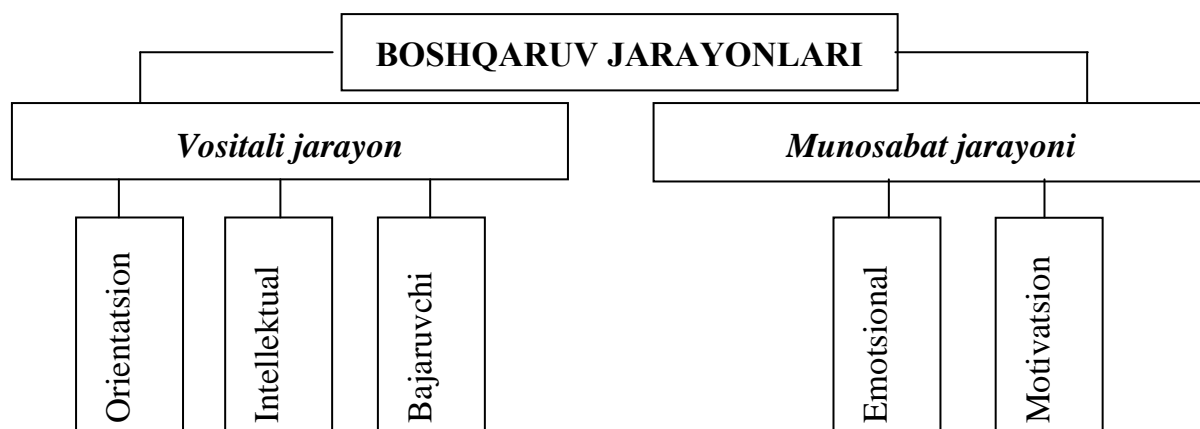 BOSHQARUV JARAYONLARI
Vositali jarayon
Munosabat jarayoni
Orientatsion
Intellektual
Bajaruvchi
Emotsional
Motivatsion